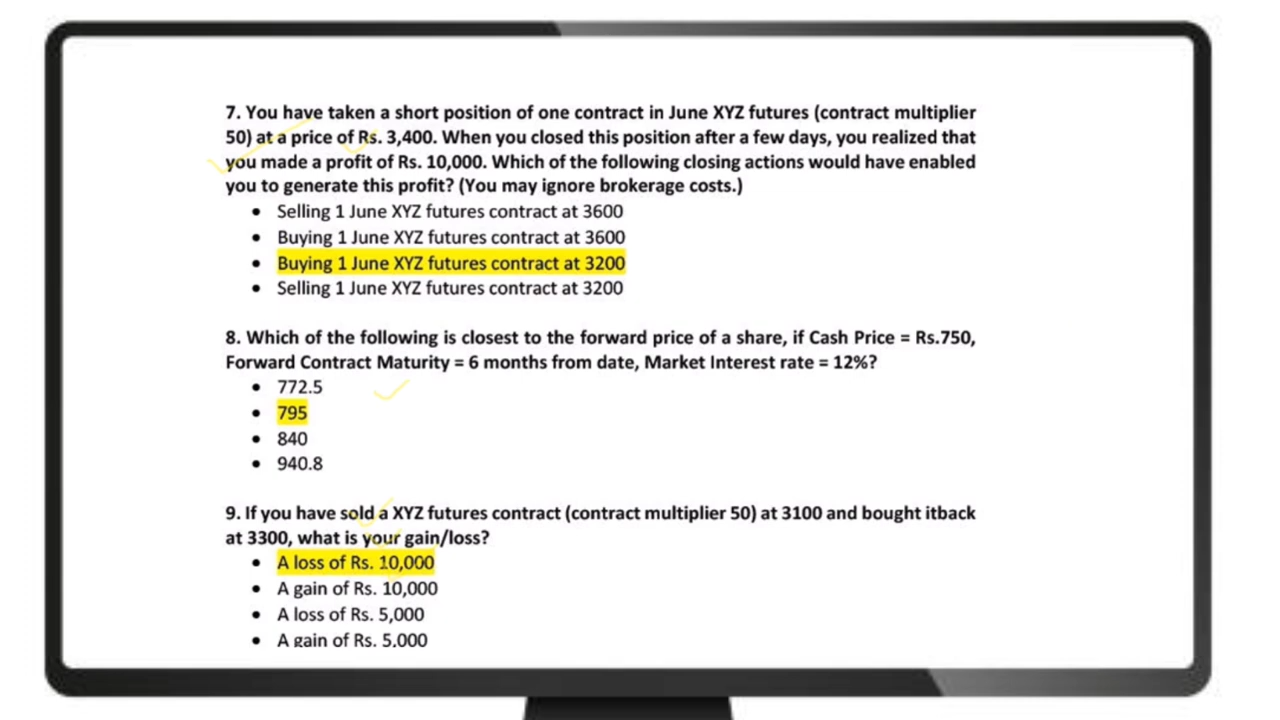 7. You have taken a short position of one contract in June XYZ futures (contract multiplier
50) at a price of Rs. 3,400. When you closed this position after a few days, you realized that
you made a profit of Rs. 10,000. Which of the following closing actions would have enabled
you to generate this profit? (You may ignore brokerage costs.)
• Selling 1 June XYZ futures contract at 3600
• Buying 1 June XYZ futures contract at 3600
• Buying 1 June XYZ futures contract at 3200
• Selling 1 June XYZ futures contract at 3200
8. Which of the following is closest to the forward price of a share, if Cash Price = Rs.750,
Forward Contract Maturity = 6 months from date, Market Interest rate = 12%?
• 772.5
• 795
• 840
• 940.8
9. If you have sold a XYZ futures contract (contract multiplier 50) at 3100 and bought itback
at 3300, what is your gain/loss?
• A loss of Rs. 10,000
• A gain of Rs. 10,000
• A loss of Rs. 5,000
• A gain of Rs. 5,000